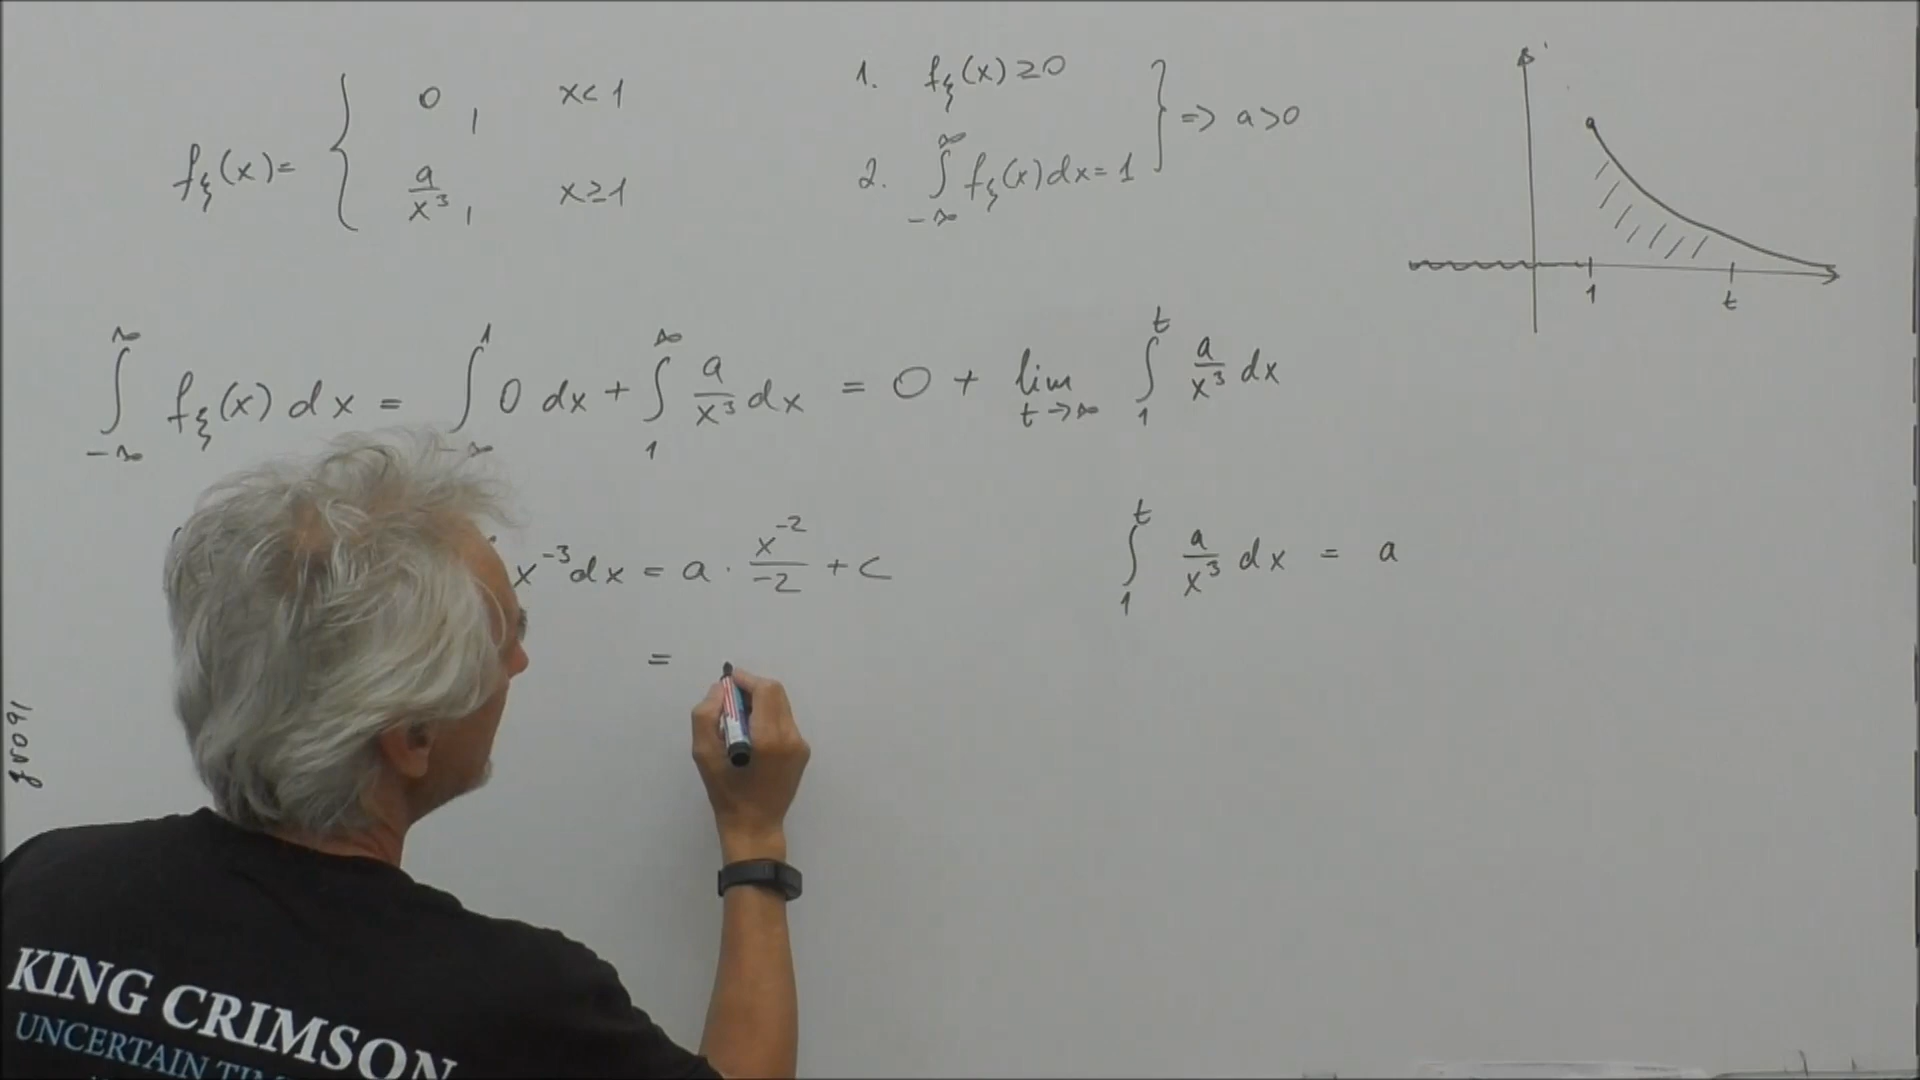 f_ξ(x) = { 0, x < 1
a/x³, x ≥ 1
1. f_ξ(x) ≥ 0
2. ∫_{-∞}^{∞} f_ξ(x) dx = 1 } => a > 0
1
t
∫_{-∞}^{∞} f_ξ(x) dx = ∫_{-∞}^{1} 0 dx + ∫_{1}^{∞} a/x³ dx = 0 + lim_{t→∞} ∫_{1}^{t} a/x³ dx
x⁻³ dx = a · x⁻²/-2 + c
∫_{1}^{t} a/x³ dx = a
=
KING CRIMSON
UNCERTAIN